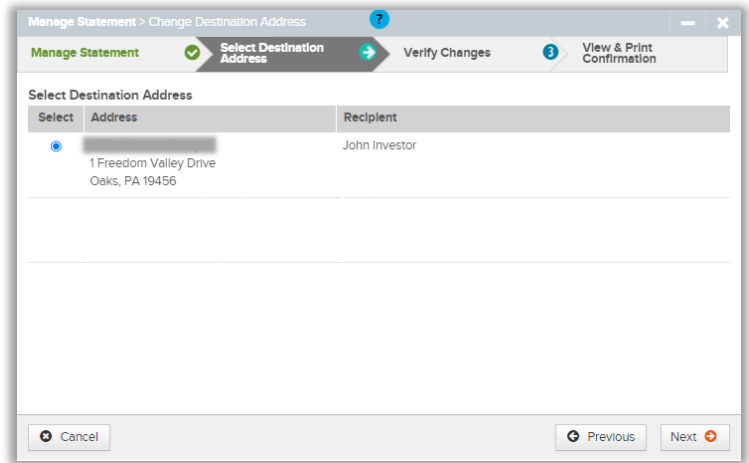 Manage Statement > Change Destination Address ?
Manage Statement
Select Destination
Address
Verify Changes
3
View & Print
Confirmation
Select Destination Address
Select Address Recipient
John Investor
1 Freedom Valley Drive
Oaks, PA 19456
Cancel Previous Next